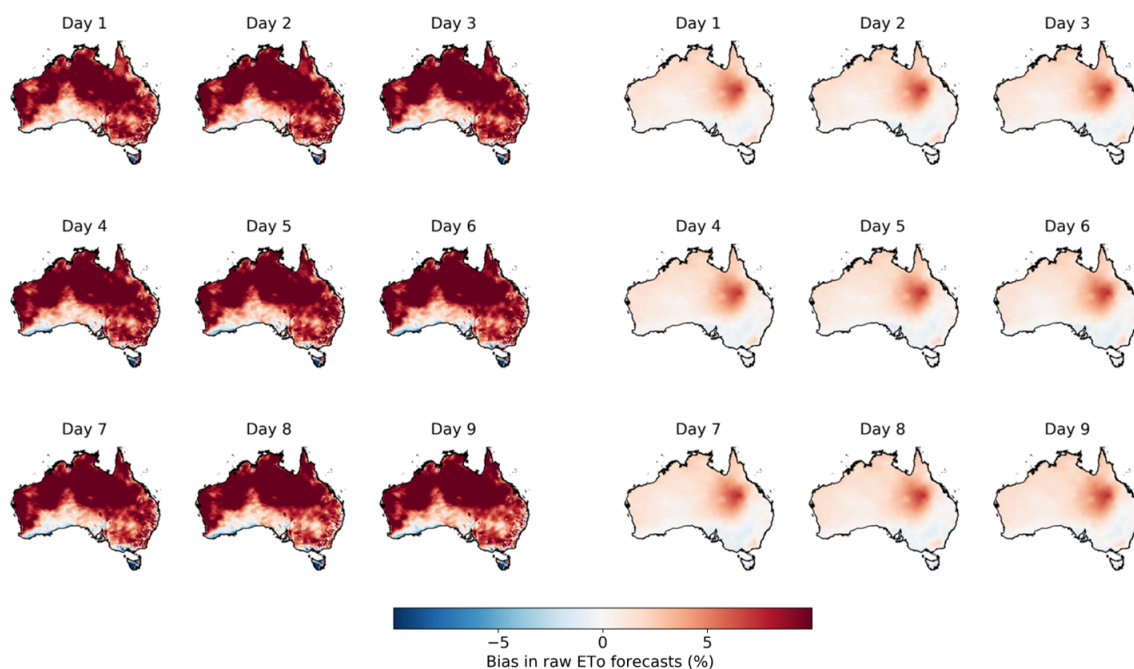 Day 1 Day 2 Day 3 Day 1 Day 2 Day 3
Day 4 Day 5 Day 6 Day 4 Day 5 Day 6
Day 7 Day 8 Day 9 Day 7 Day 8 Day 9
−5 0 5
Bias in raw ETo forecasts (%)